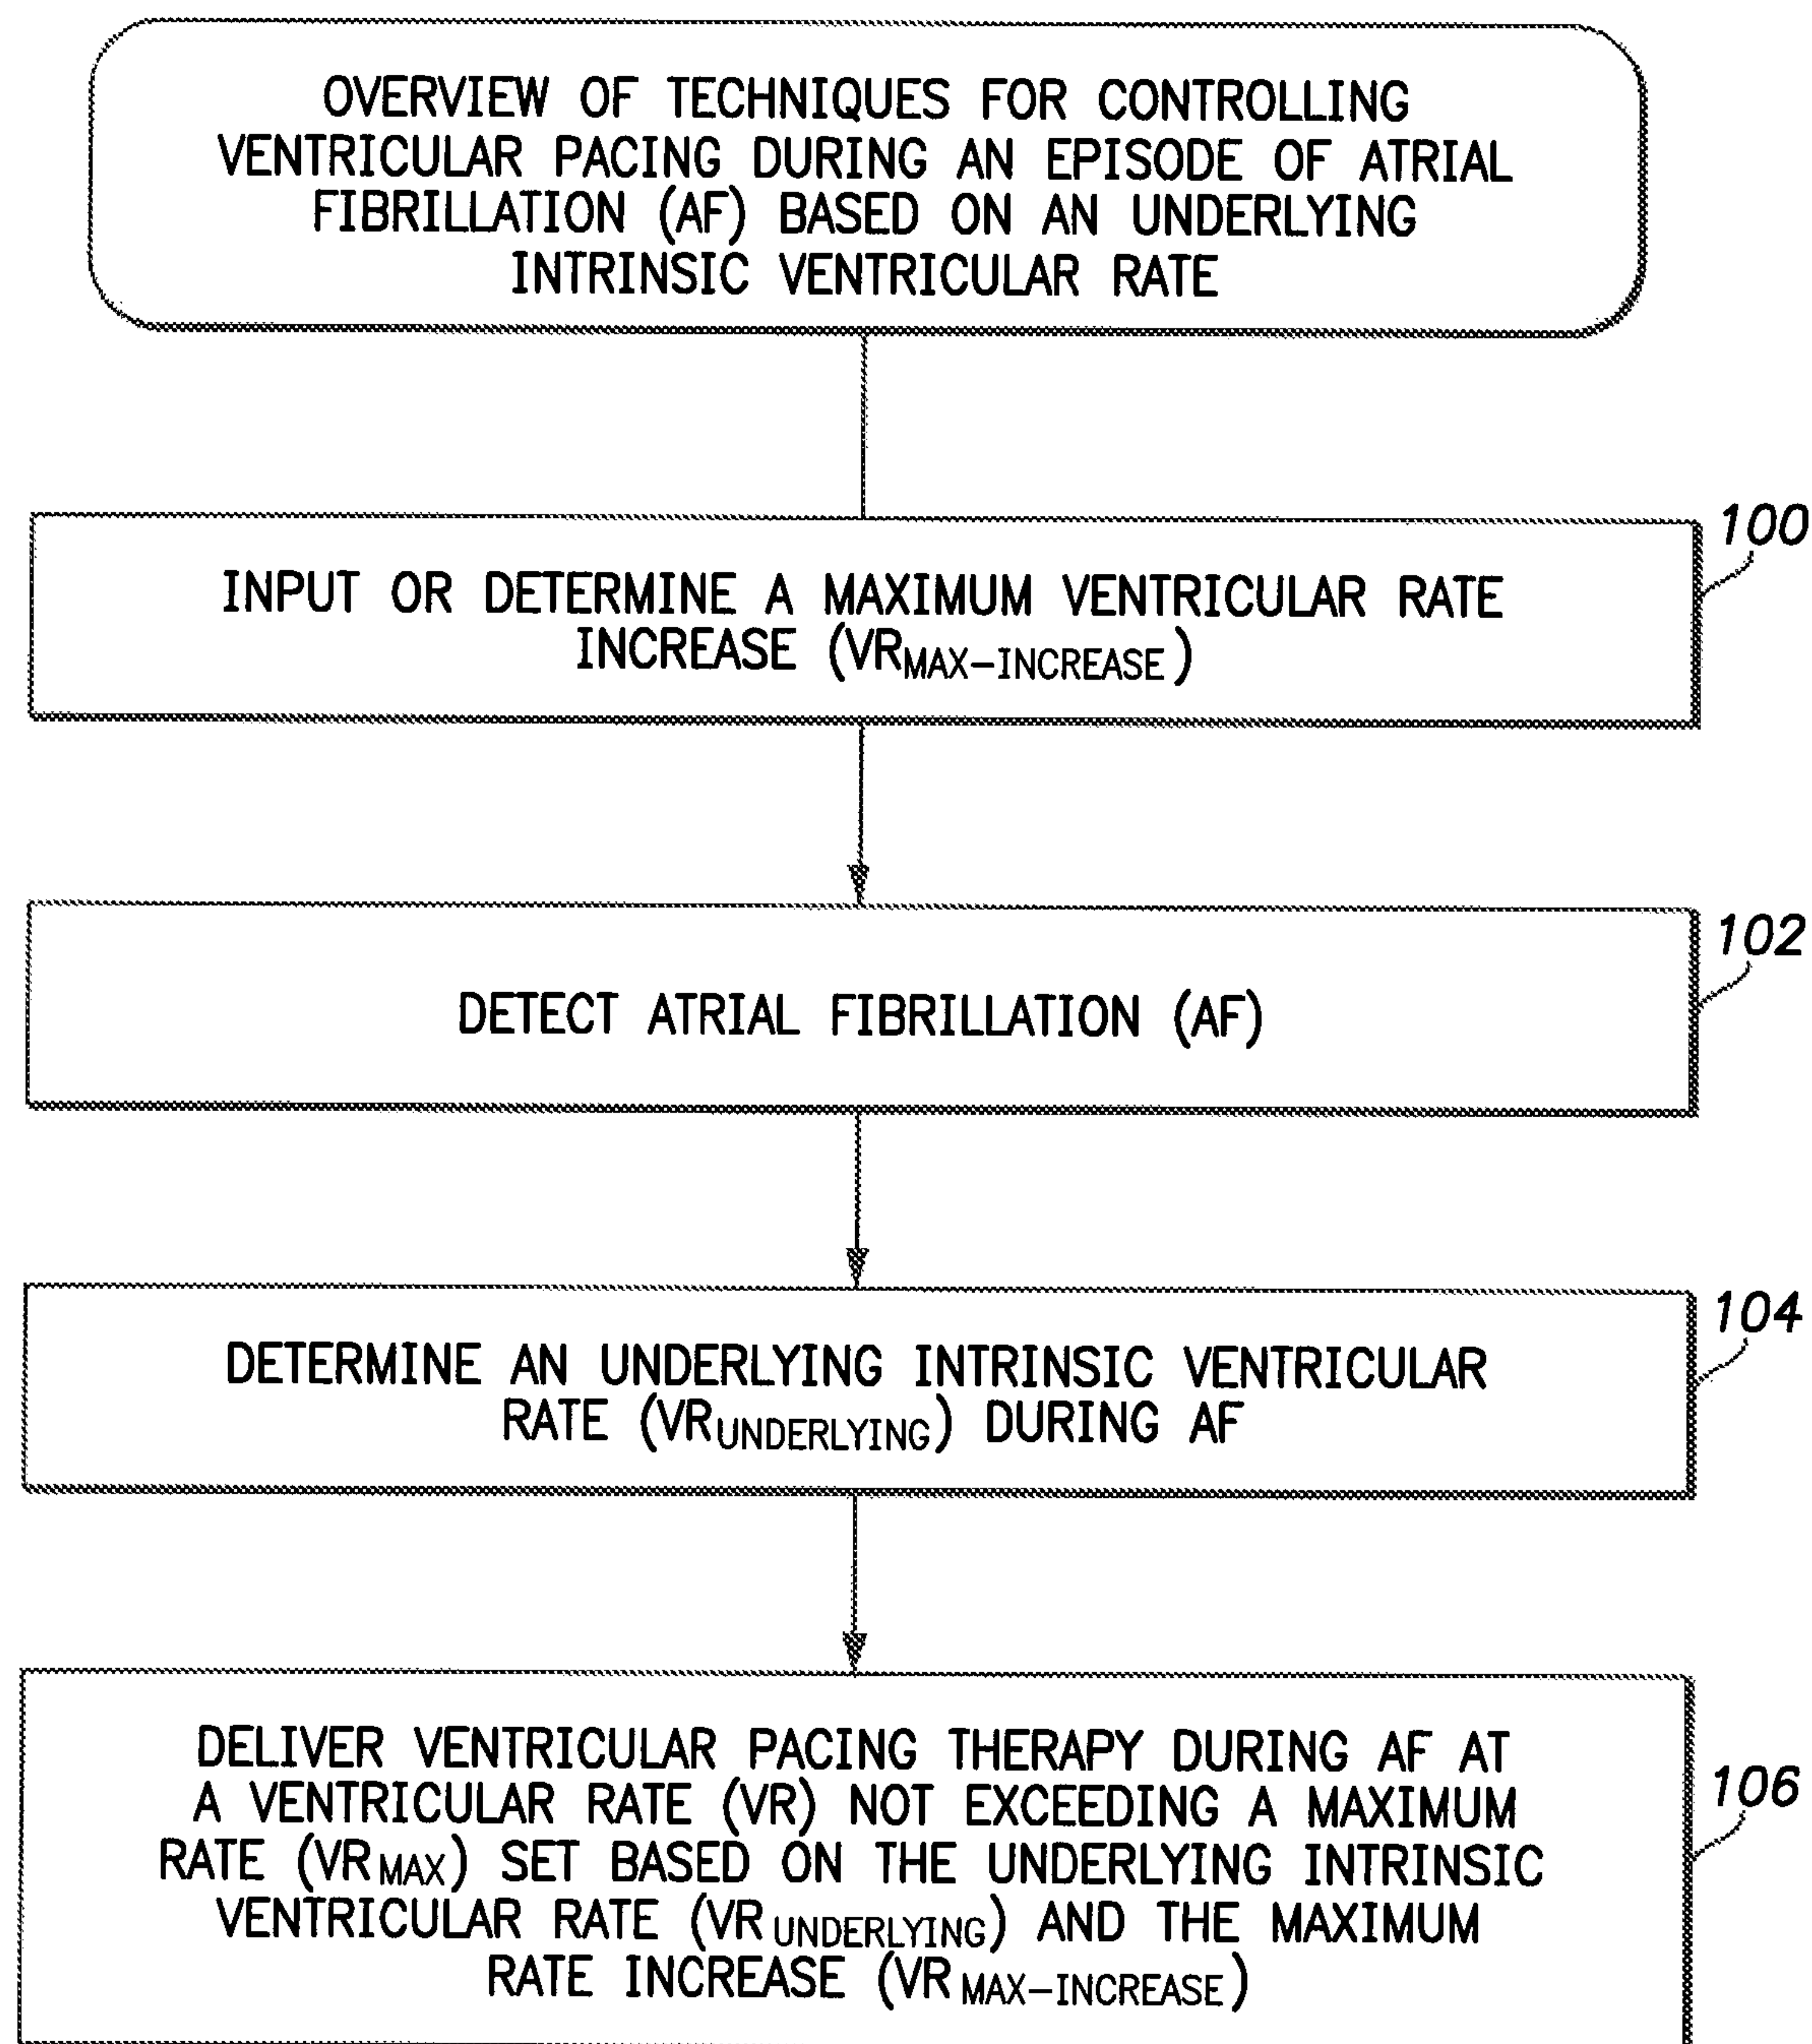 OVERVIEW OF TECHNIQUES FOR CONTROLLING
VENTRICULAR PACING DURING AN EPISODE OF ATRIAL
FIBRILLATION (AF) BASED ON AN UNDERLYING
INTRINSIC VENTRICULAR RATE
100
INPUT OR DETERMINE A MAXIMUM VENTRICULAR RATE
INCREASE (VRMAX-INCREASE)
102
DETECT ATRIAL FIBRILLATION (AF)
104
DETERMINE AN UNDERLYING INTRINSIC VENTRICULAR
RATE (VRUNDERLYING) DURING AF
DELIVER VENTRICULAR PACING THERAPY DURING AF AT
106
A VENTRICULAR RATE (VR) NOT EXCEEDING A MAXIMUM
RATE (VRMAX) SET BASED ON THE UNDERLYING INTRINSIC
VENTRICULAR RATE (VRUNDERLYING) AND THE MAXIMUM
RATE INCREASE (VRMAX-INCREASE)